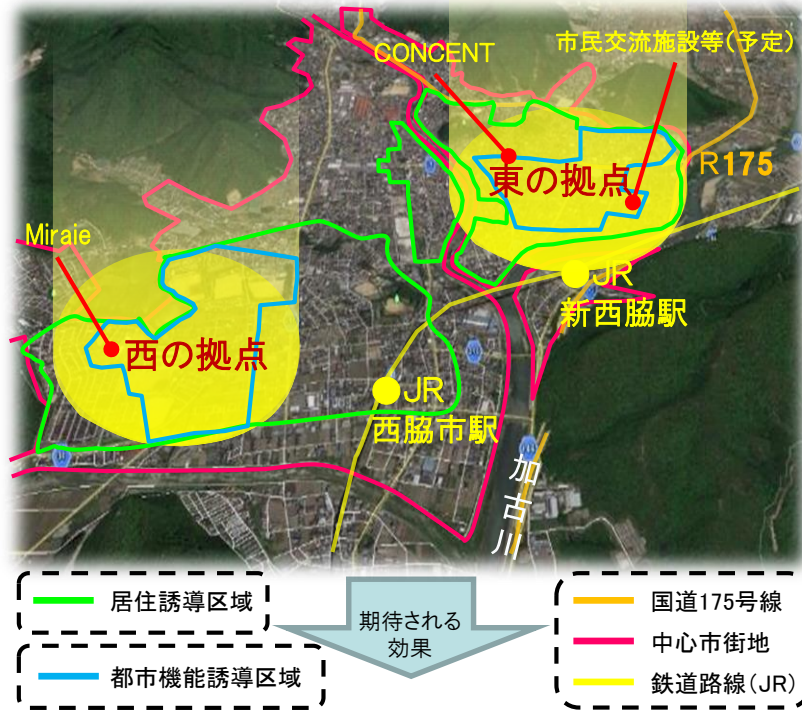 CONCENT
市民交流施設等(予定)
東の拠点
R175
Miraie
JR
新西脇駅
西の拠点
JR
西脇市駅
加古川
居住誘導区域
都市機能誘導区域
期待される
効果
国道175号線
中心市街地
鉄道路線(JR)